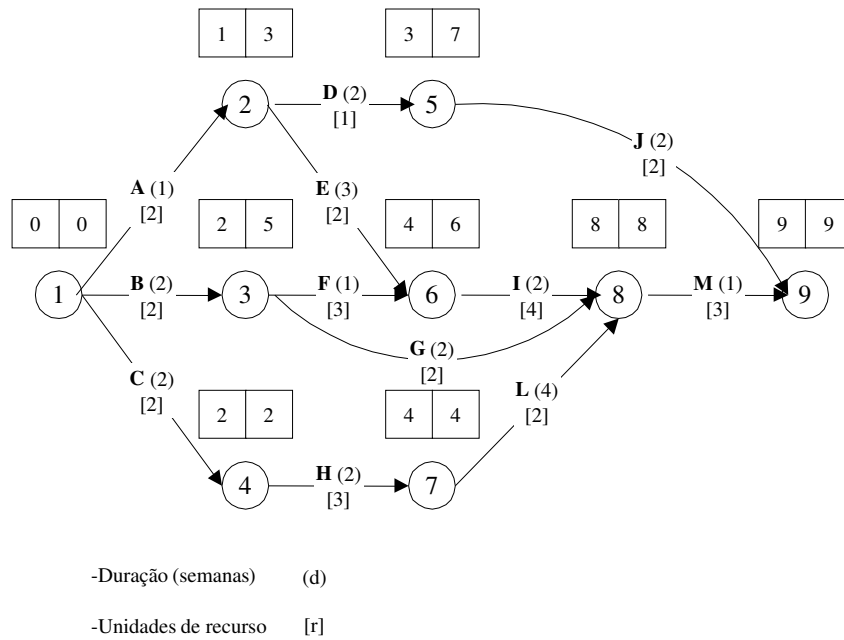 1 3
3 7
2
D (2)
[1]
5
J (2)
[2]
A (1)
[2]
E (3)
[2]
0 0
2 5
4 6
8 8
9 9
1
B (2)
[2]
3
F (1)
[3]
6
I (2)
[4]
8
M (1)
[3]
9
G (2)
[2]
C (2)
[2]
L (4)
[2]
2 2
4 4
4
H (2)
[3]
7
-Duração (semanas) (d)
-Unidades de recurso [r]